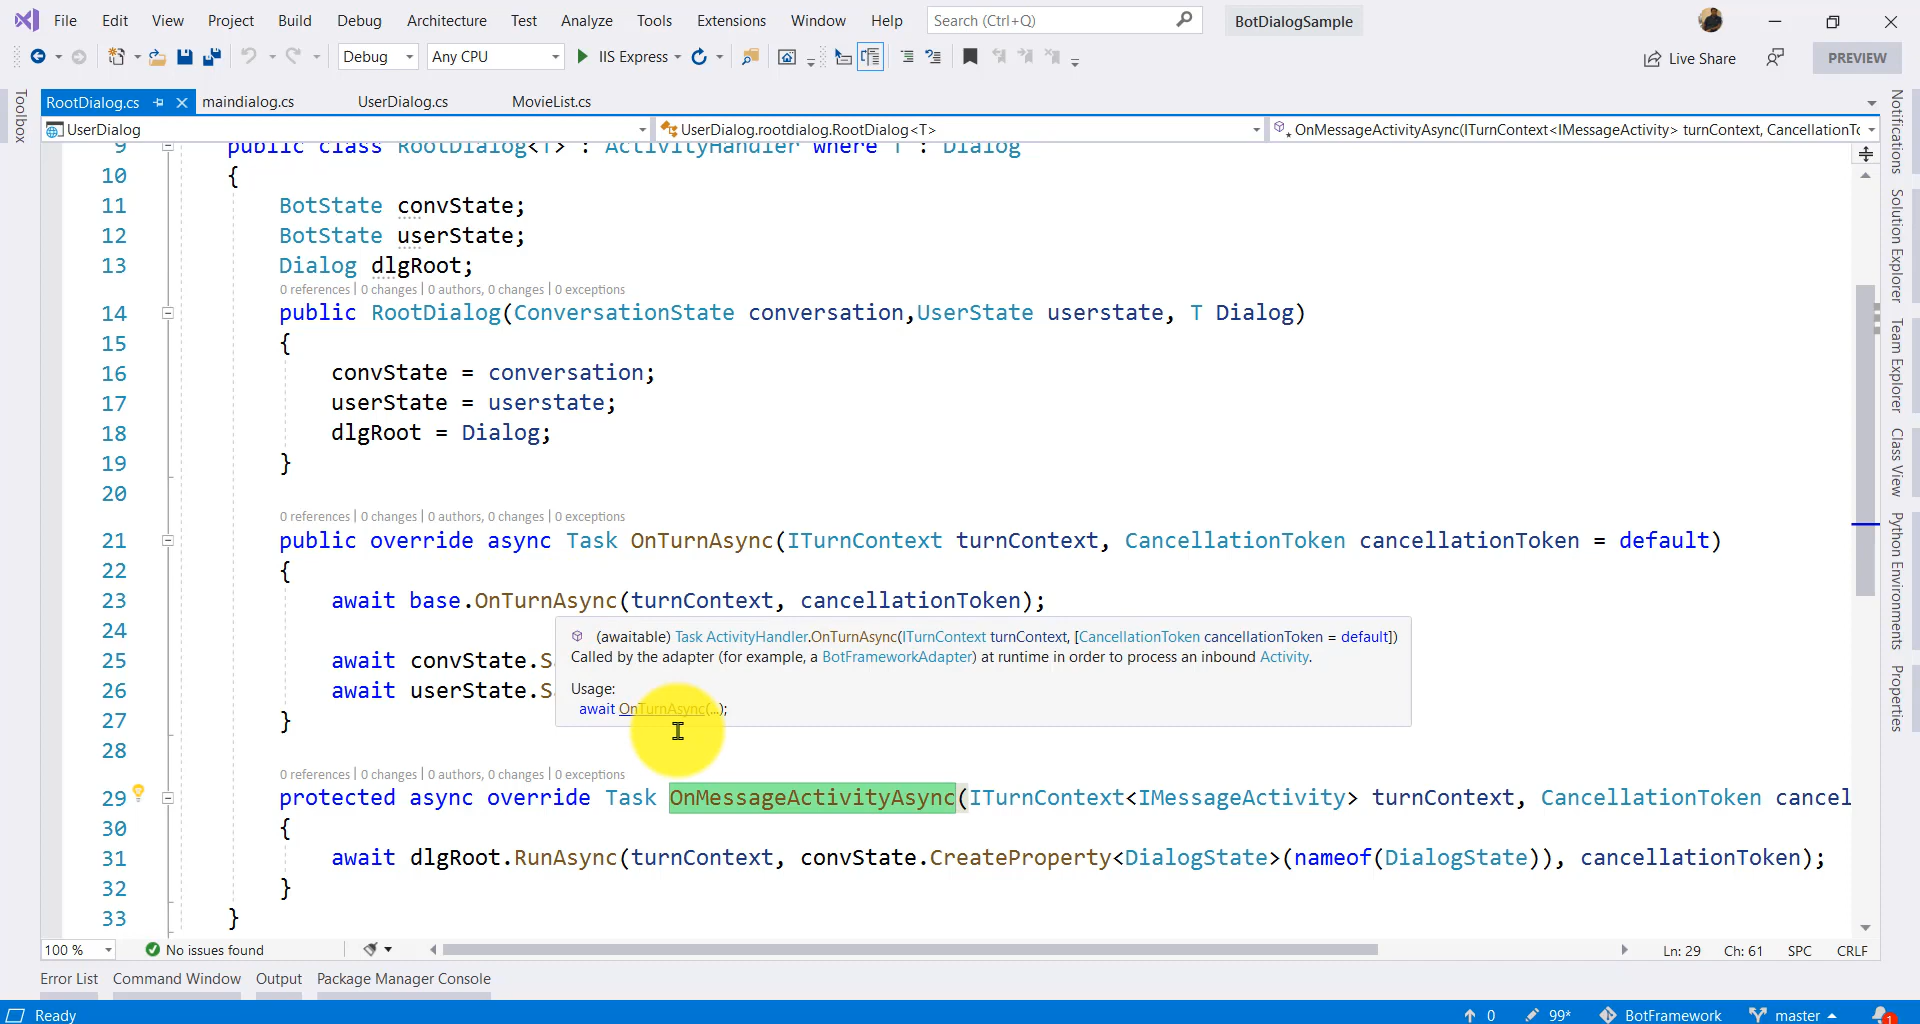 File Edit View Project Build Debug Architecture Test Analyze Tools Extensions Window Help Search (Ctrl+Q) BotDialogSample
Debug Any CPU IIS Express Live Share PREVIEW
Toolbox
RootDialog.cs maindialog.cs UserDialog.cs MovieList.cs
UserDialog UserDialog.rootdialog.RootDialog<T> OnMessageActivityAsync(ITurnContext<IMessageActivity> turnContext, CancellationTc
9 public class RootDialog<T> : ActivityHandler where T : Dialog
10 {
11 BotState convState;
12 BotState userState;
13 Dialog dlgRoot;
0 references | 0 changes | 0 authors, 0 changes | 0 exceptions
14 public RootDialog(ConversationState conversation,UserState userstate, T Dialog)
15 {
16 convState = conversation;
17 userState = userstate;
18 dlgRoot = Dialog;
19 }
20
0 references | 0 changes | 0 authors, 0 changes | 0 exceptions
21 public override async Task OnTurnAsync(ITurnContext turnContext, CancellationToken cancellationToken = default)
22 {
23 await base.OnTurnAsync(turnContext, cancellationToken);
24
(awaitable) Task ActivityHandler.OnTurnAsync(ITurnContext turnContext, [CancellationToken cancellationToken = default])
Called by the adapter (for example, a BotFrameworkAdapter) at runtime in order to process an inbound Activity.
Usage:
await OnTurnAsync(...);
25 await convState.S
26 await userState.S
27 }
28
0 references | 0 changes | 0 authors, 0 changes | 0 exceptions
29 protected async override Task OnMessageActivityAsync(ITurnContext<IMessageActivity> turnContext, CancellationToken cancel
30 {
31 await dlgRoot.RunAsync(turnContext, convState.CreateProperty<DialogState>(nameof(DialogState)), cancellationToken);
32 }
33 }
Notifications
Solution Explorer
Team Explorer
Class View
Python Environments
Properties
100 % No issues found Ln: 29 Ch: 61 SPC CRLF
Error List Command Window Output Package Manager Console
Ready 0 99* BotFramework master 1